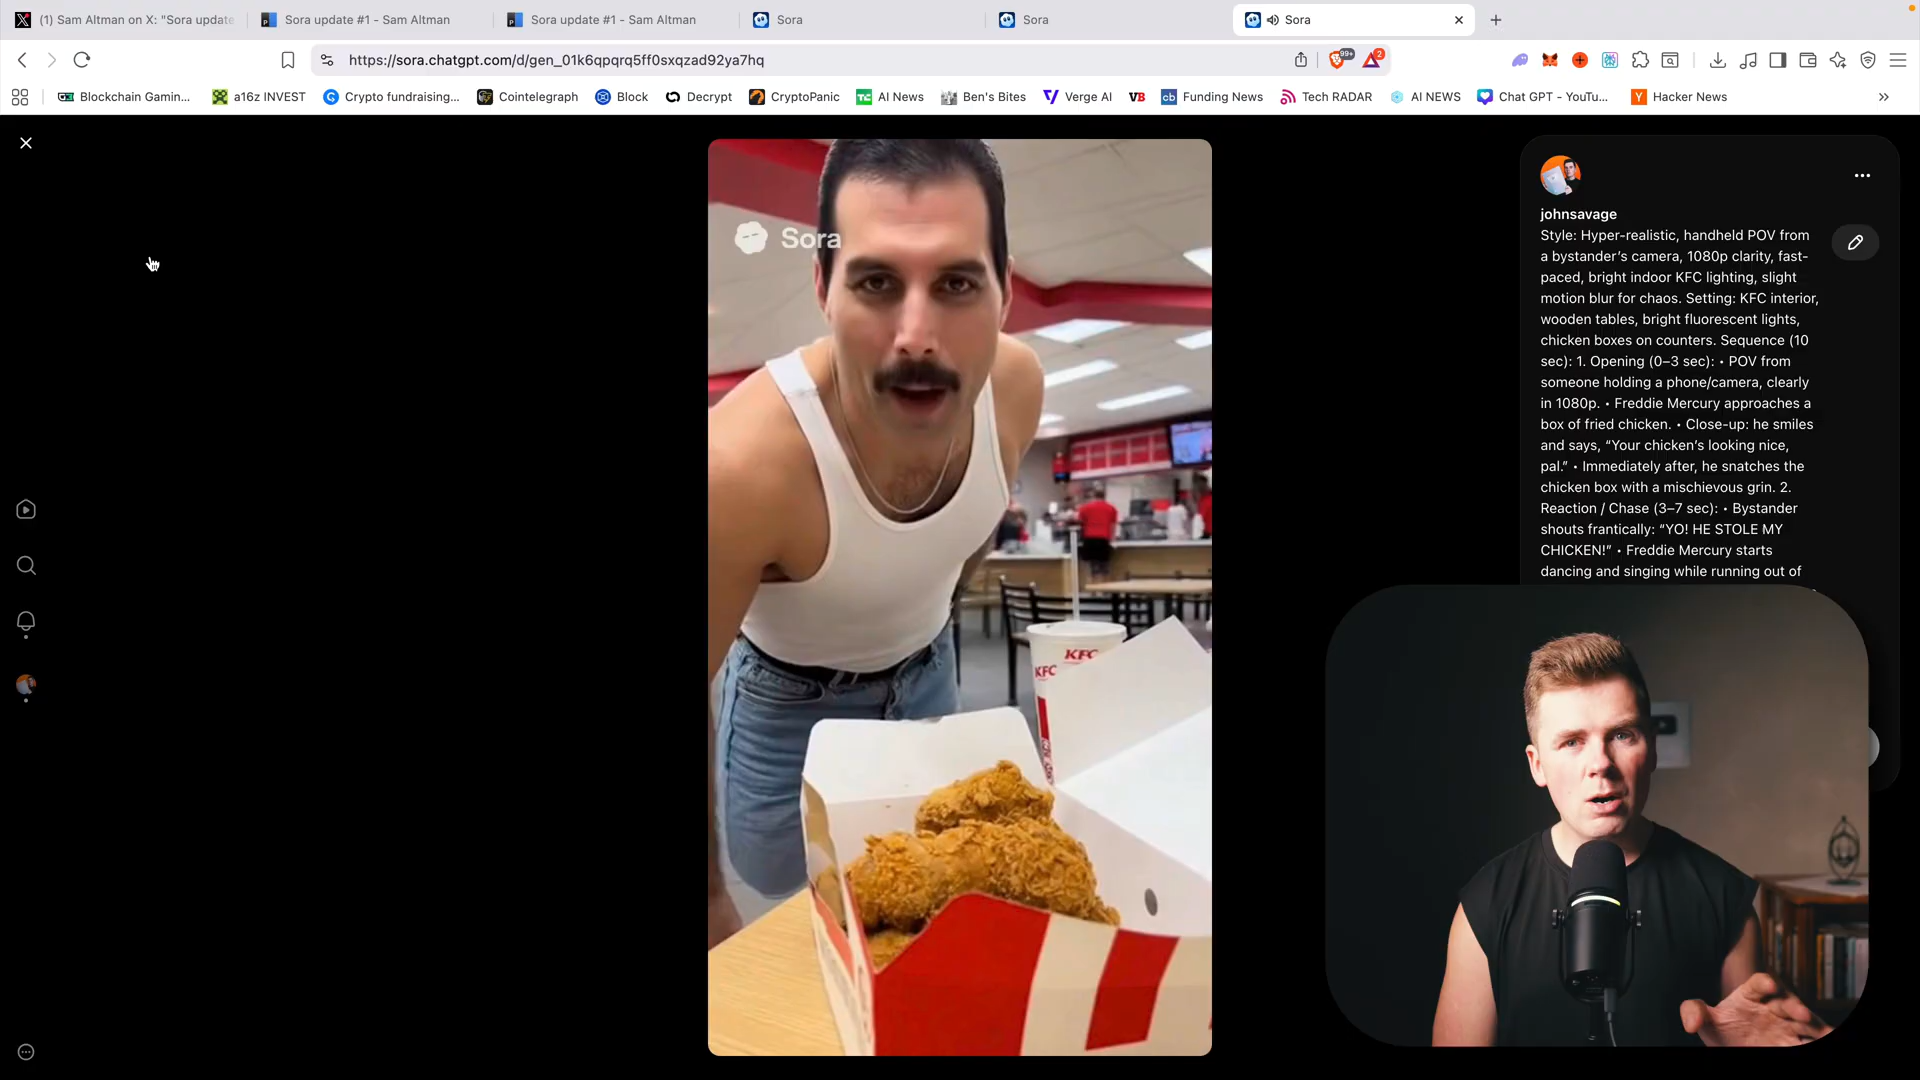 (1) Sam Altman on X: "Sora update
Sora update #1 - Sam Altman
Sora update #1 - Sam Altman
Sora
Sora
Sora
https://sora.chatgpt.com/d/gen_01k6qpqrq5ff0sxqzad92ya7hq
99+
2
Blockchain Gamin...
a16z INVEST
Crypto fundraising...
Cointelegraph
Block
Decrypt
CryptoPanic
TC AI News
Ben's Bites
Verge AI
VB
cb Funding News
Tech RADAR
AI NEWS
Chat GPT - YouTu...
Y Hacker News
Sora
KFC
KFC
johnsavage
Style: Hyper-realistic, handheld POV from
a bystander's camera, 1080p clarity, fast-
paced, bright indoor KFC lighting, slight
motion blur for chaos. Setting: KFC interior,
wooden tables, bright fluorescent lights,
chicken boxes on counters. Sequence (10
sec): 1. Opening (0–3 sec): • POV from
someone holding a phone/camera, clearly
in 1080p. • Freddie Mercury approaches a
box of fried chicken. • Close-up: he smiles
and says, “Your chicken’s looking nice,
pal.” • Immediately after, he snatches the
chicken box with a mischievous grin. 2.
Reaction / Chase (3–7 sec): • Bystander
shouts frantically: “YO! HE STOLE MY
CHICKEN!” • Freddie Mercury starts
dancing and singing while running out of